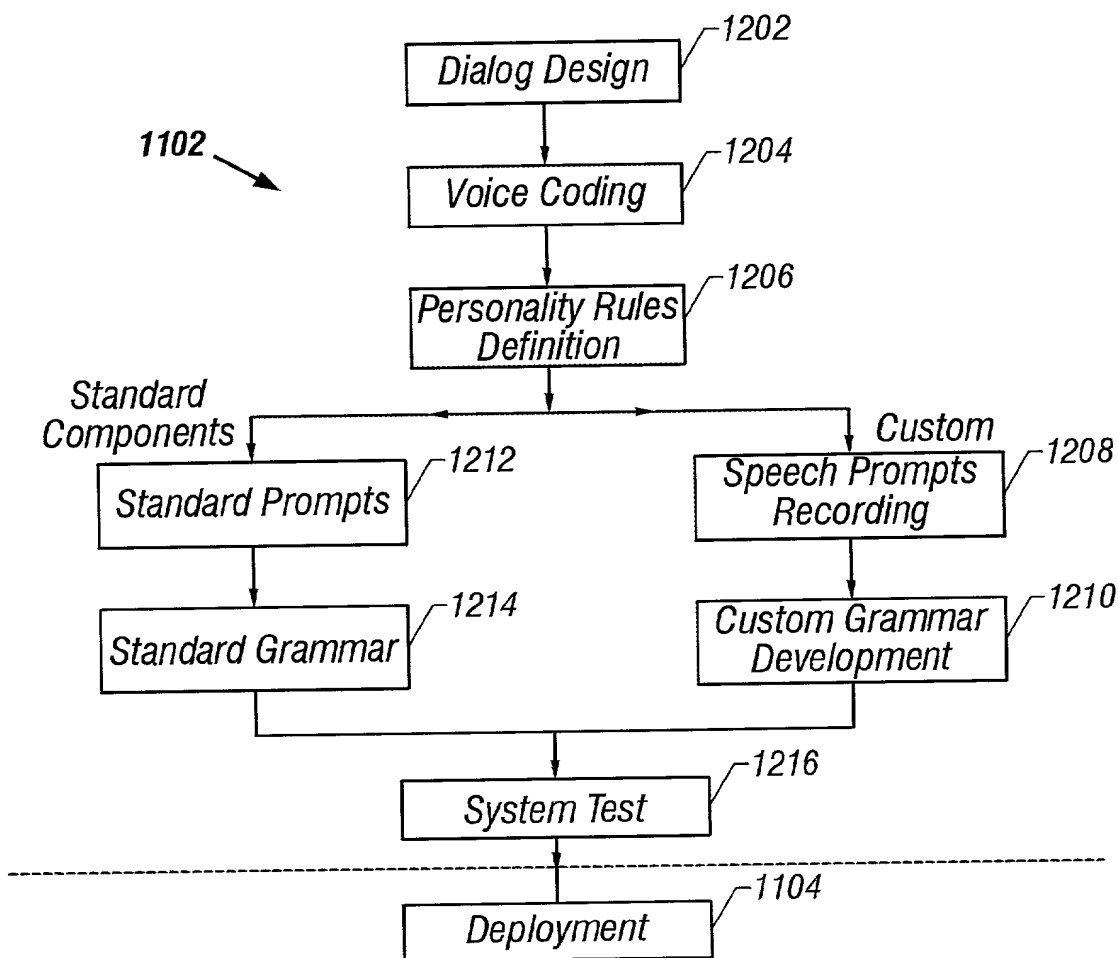 1202
Dialog Design
1102
1204
Voice Coding
1206
Personality Rules
Definition
Standard
Components
Custom
1212
Standard Prompts
1208
Speech Prompts
Recording
1214
Standard Grammar
1210
Custom Grammar
Development
1216
System Test
1104
Deployment